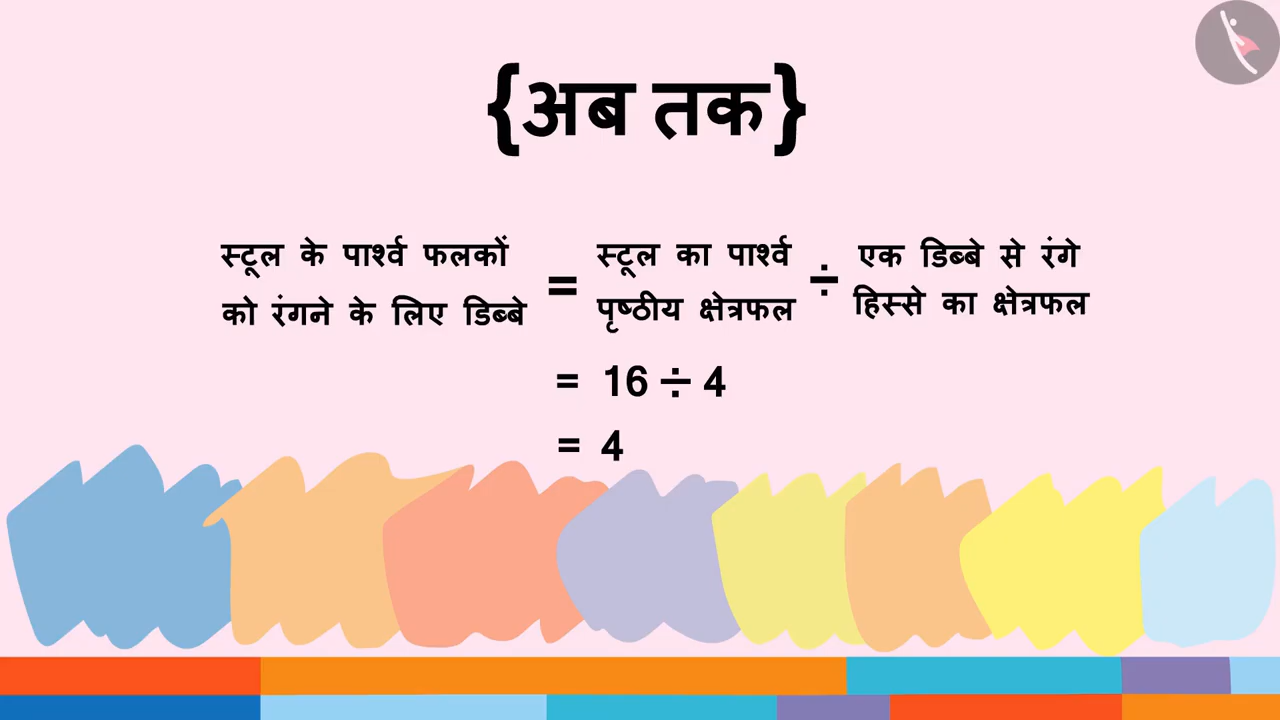 {अब तक}
स्टूल के पार्श्व फलकों = स्टूल का पार्श्व ÷ एक डिब्बे से रंगे
को रंगने के लिए डिब्बे पृष्ठीय क्षेत्रफल हिस्से का क्षेत्रफल
= 16 ÷ 4
= 4